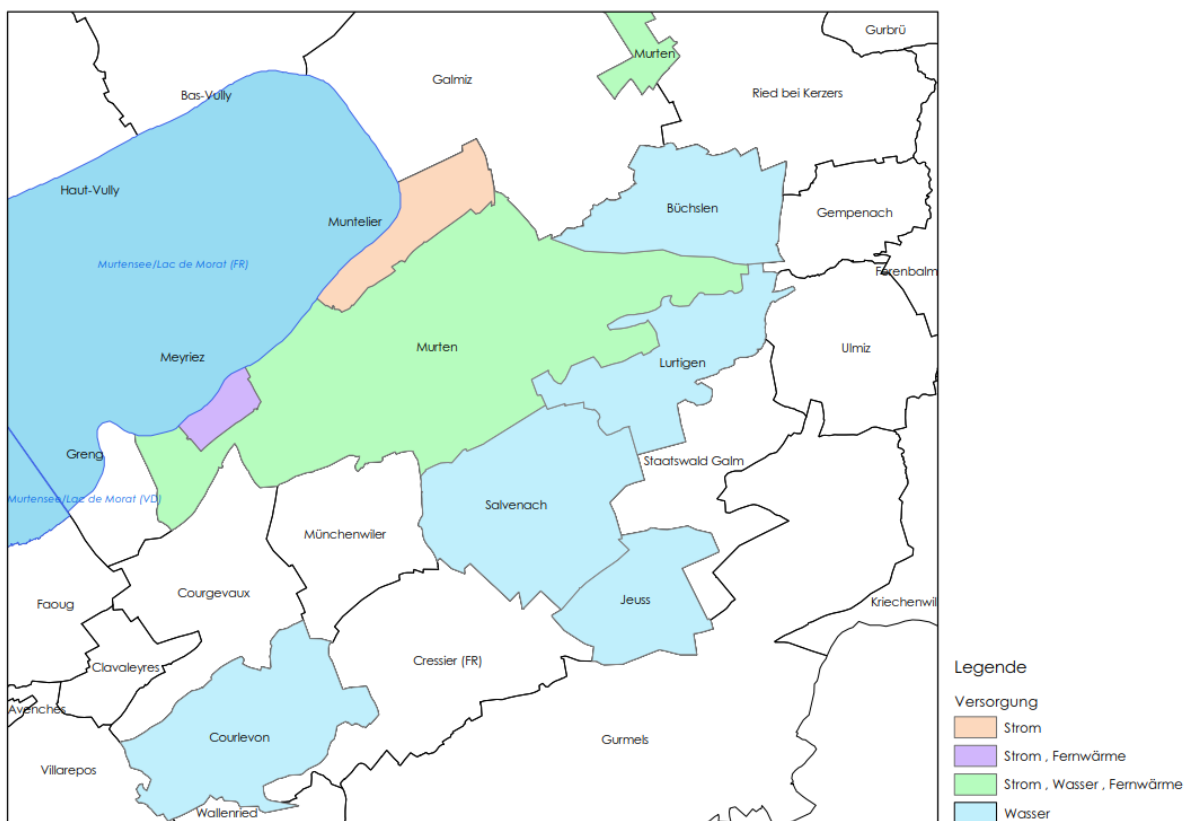 Gurbrü
Murten
Galmiz
Ried bei Kerzers
Bas-Vully
Haut-Vully
Büchslen
Gempenach
Muntelier
Murtensee/Lac de Morat (FR)
Ferenbalm
Murten
Ulmiz
Meyriez
Lurtigen
Greng
Staatswald Galm
Murtensee/Lac de Morat (VD)
Salvenach
Münchenwiler
Courgevaux
Jeuss
Faoug
Kriechenwil
Clavaleyres
Cressier (FR)
Avenches
Courlevon
Gurmels
Villarepos
Wallenried
Legende
Versorgung
Strom
Strom , Fernwärme
Strom , Wasser , Fernwärme
Wasser